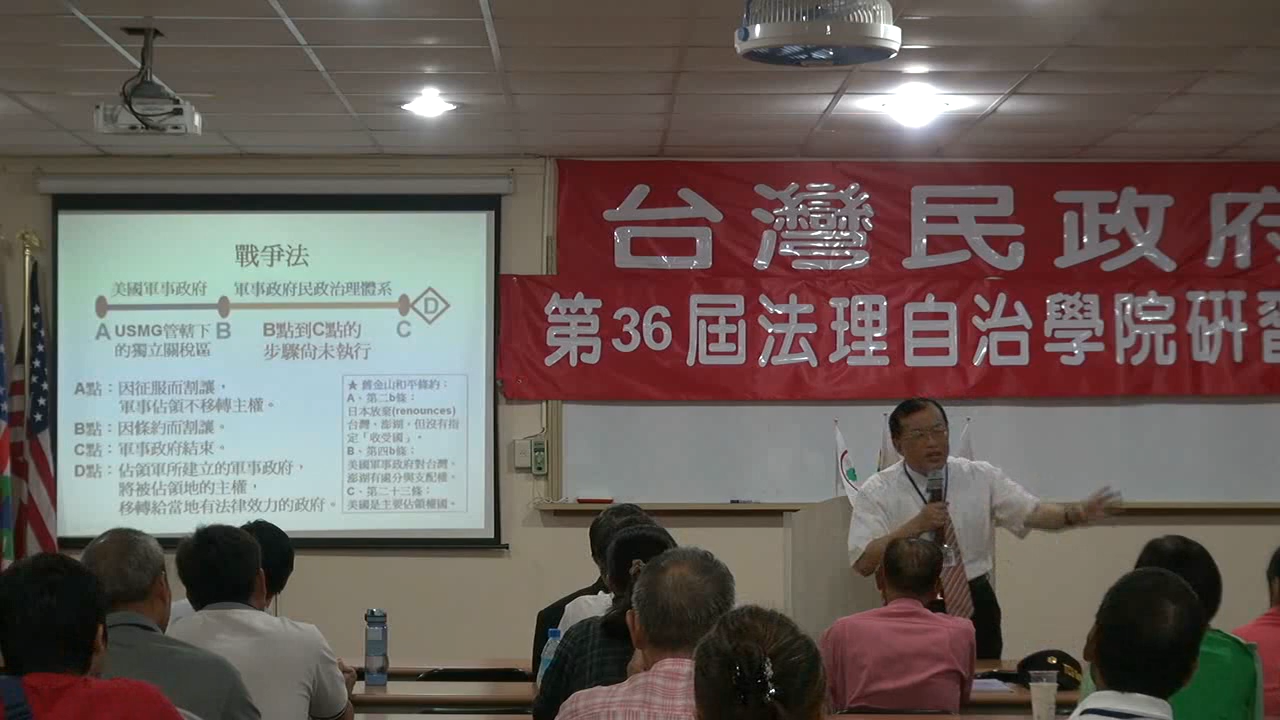 台灣民政府
第36屆法理自治學院研習
戰爭法
美國軍事政府
軍事政府民政治理體系
A
B
C
D
USMG管轄下
的獨立關稅區
B點到C點的
步驟尚未執行
A點：因征服而割讓，
軍事佔領不移轉主權。
B點：因條約而割讓。
C點：軍事政府結束。
D點：佔領軍所建立的軍事政府，
將被佔領地的主權，
移轉給當地有法律效力的政府。
★ 舊金山和平條約：
A、第二b條：
日本放棄(renounces)
台灣、澎湖，但沒有指
定「收受國」。
B、第四b條：
美國軍事政府對台灣、
澎湖有處分與支配權。
C、第二十三條：
美國是主要佔領權國。